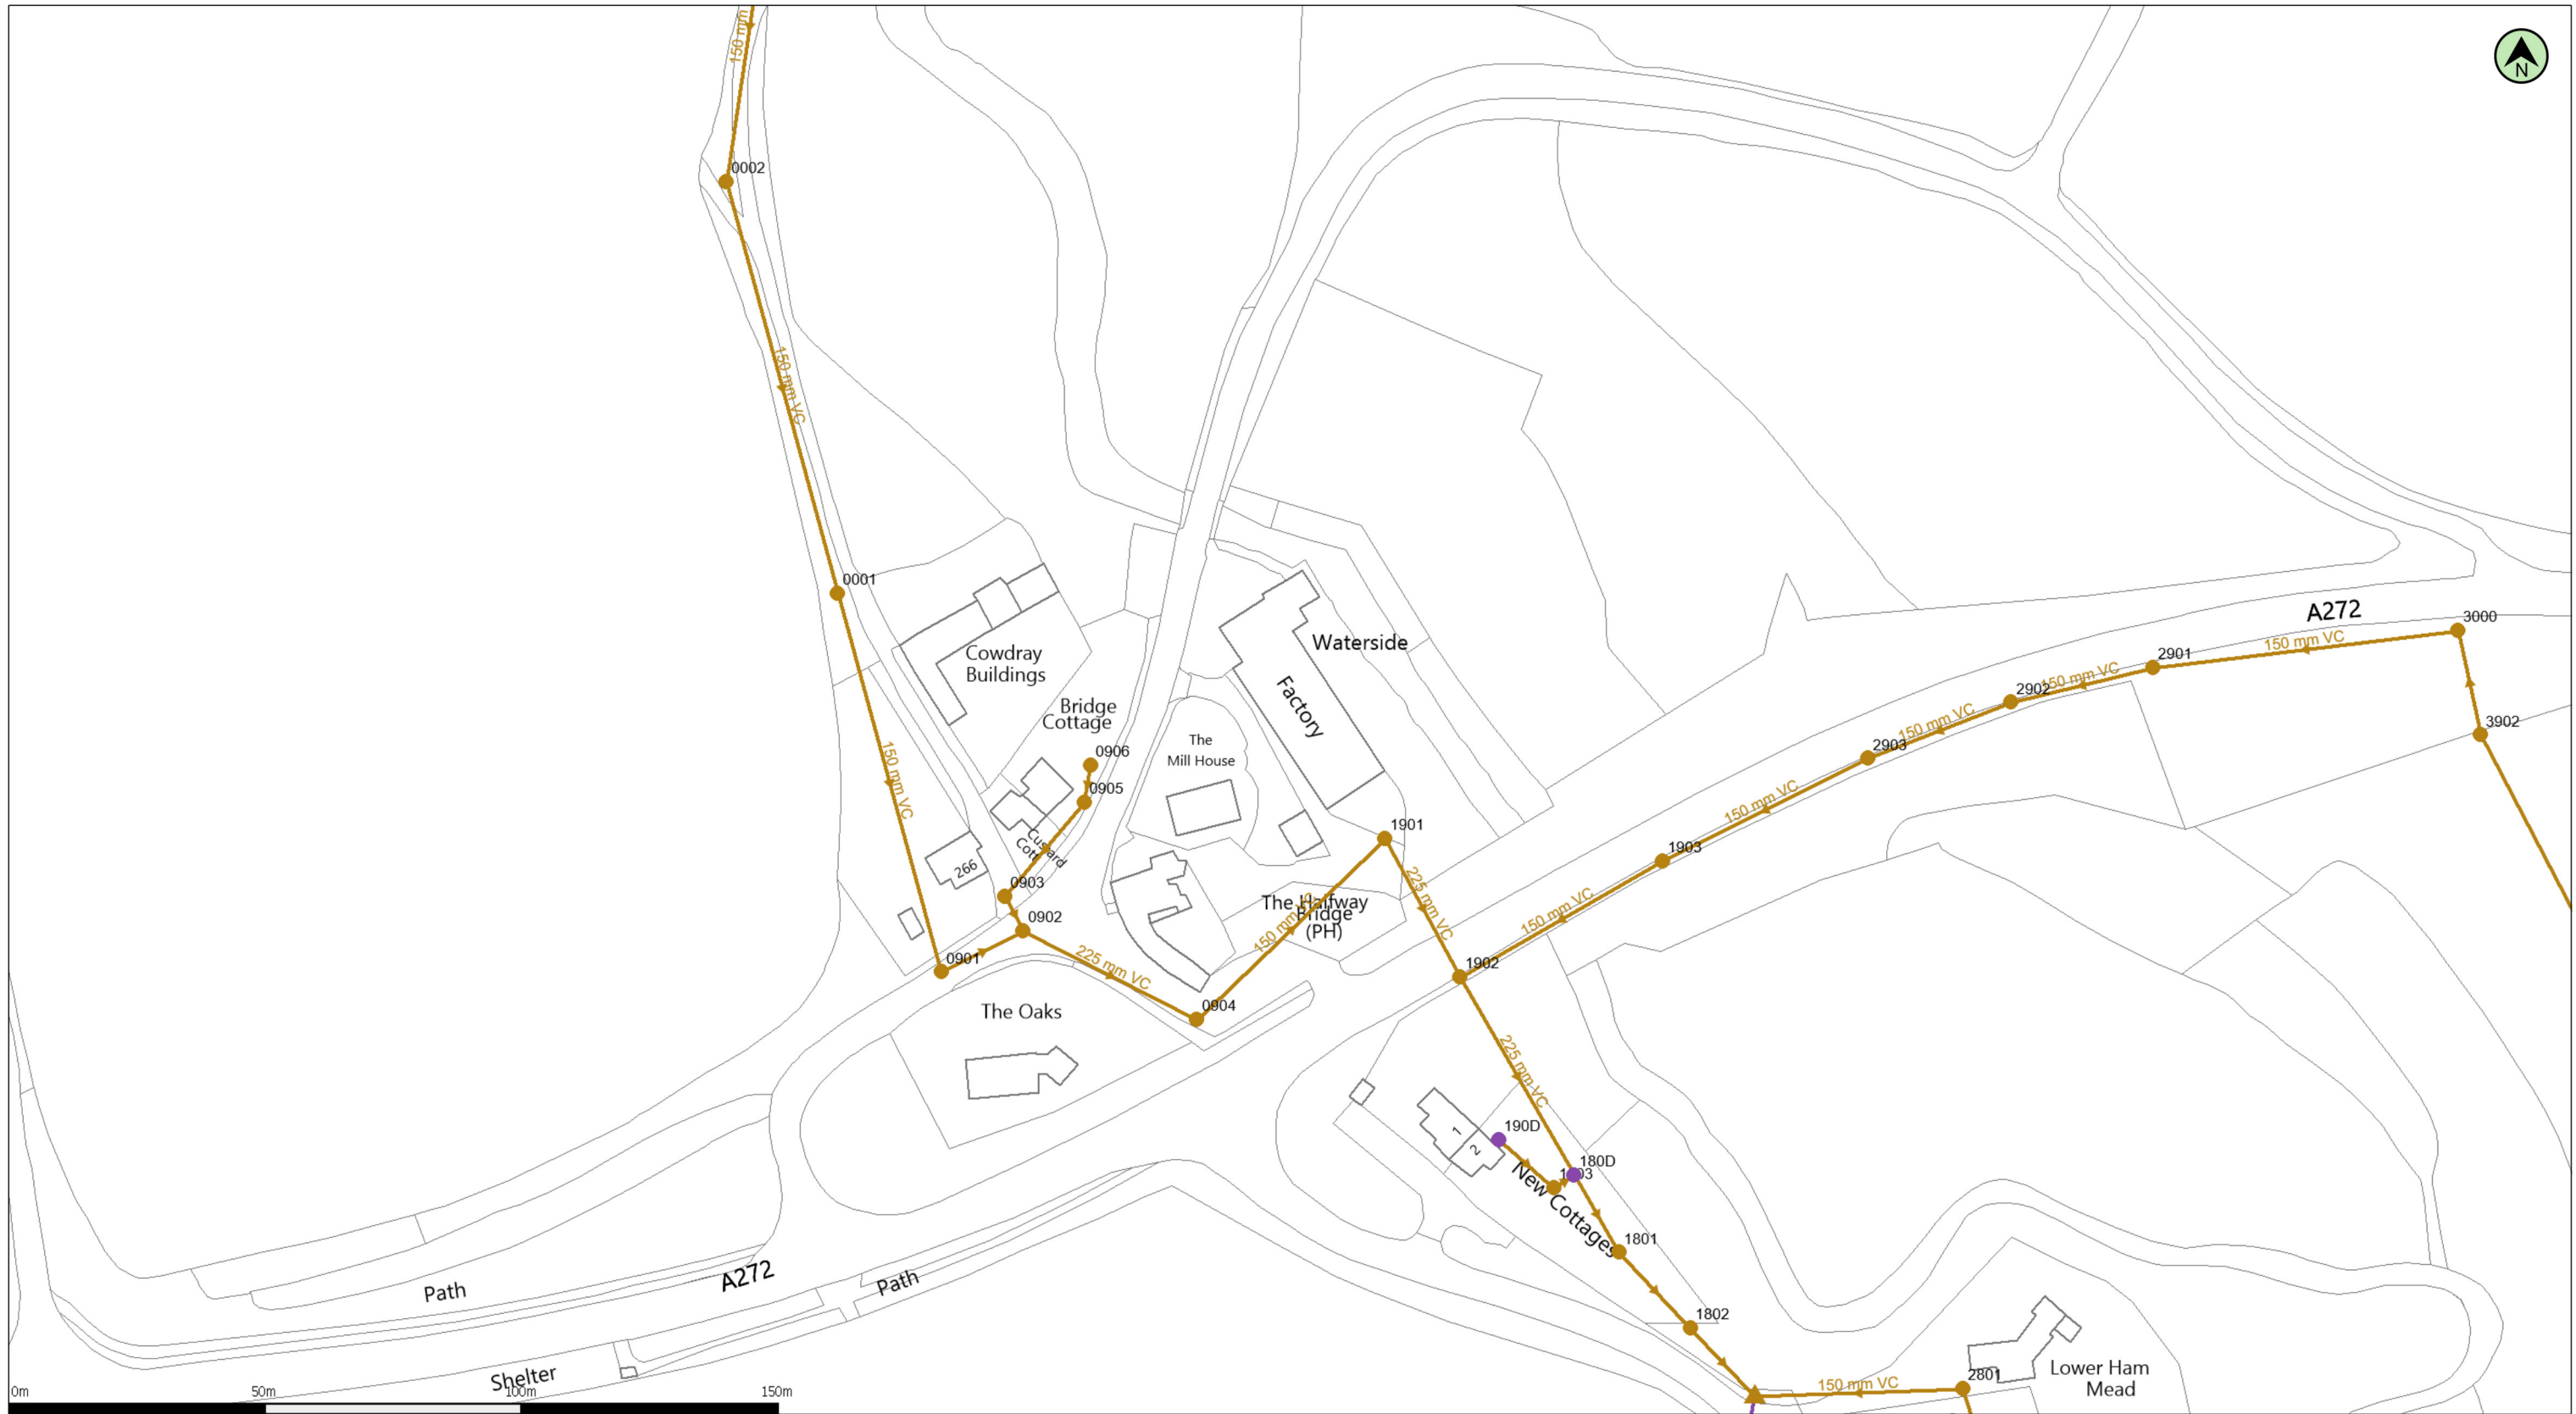 150 mm
N
0002
150 mm VC
0001
A272
3000
150 mm VC
2901
Waterside
Cowdray
Buildings
150 mm VC
2902
3902
Factory
Bridge
Cottage
150 mm VC
2903
The
Mill House
0906
150 mm VC
0905
150 mm VC
1901
Custard
Cott
1903
266
0903
225 mm VC
The Halfway
Bridge
(PH)
150 mm VC
0902
150 mm VC
0901
225 mm VC
1902
0904
The Oaks
225 mm VC
190D
1
2
180D
New Cottages
1801
A272
Path
Path
1802
Lower Ham
Mead
2801
150 mm VC
Shelter
0m
50m
100m
150m